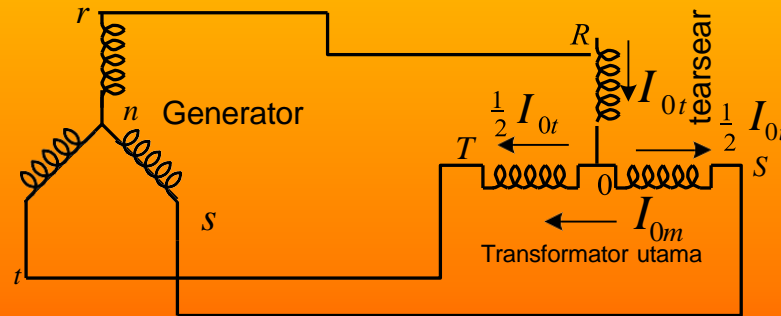 r
R
tearsear
I0t
1/2 I0t
1/2 I0
n
Generator
T
0
S
s
I0m
Transformator utama
t